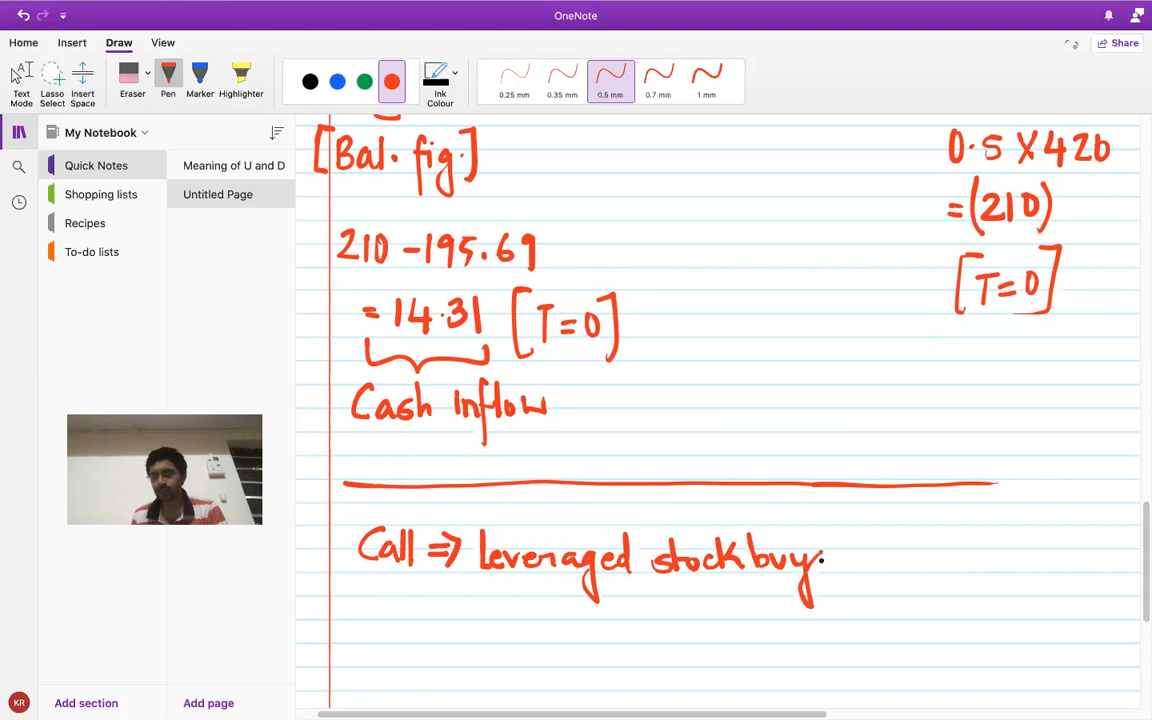 OneNote
Home Insert Draw View
Share
Text Mode
Lasso Select
Insert Space
Eraser
Pen
Marker
Highlighter
Ink Colour
0.25 mm
0.35 mm
0.5 mm
0.7 mm
1 mm
My Notebook
Quick Notes
Shopping lists
Recipes
To-do lists
Meaning of U and D
Untitled Page
[Bal. fig.]
210 - 195.69
= 14.31 [T=0]
Cash inflow
0.5 X 420
= (210)
[T=0]
Call => leveraged stock buy
KR
Add section
Add page